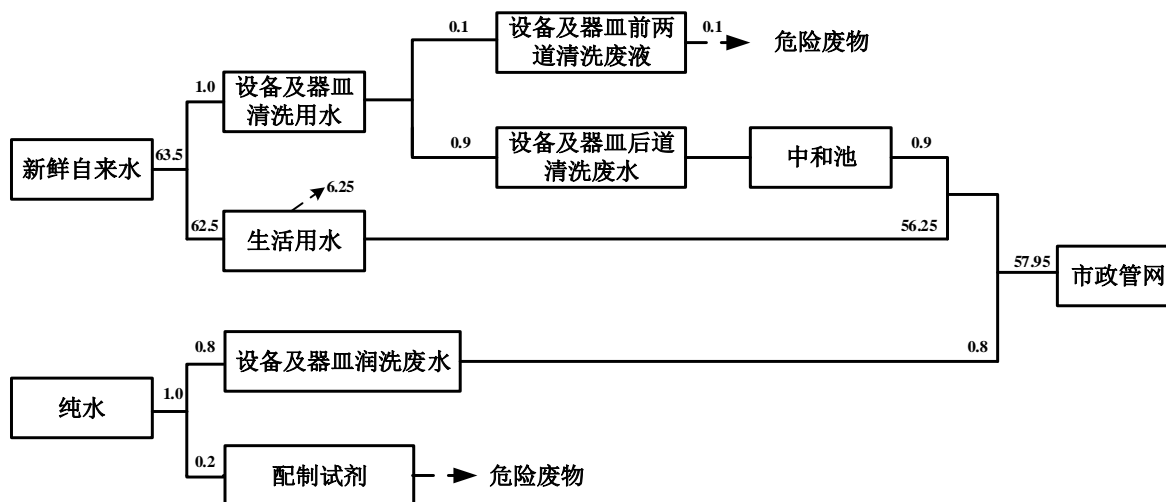 0.1
设备及器皿前两
道清洗废液
0.1
危险废物
1.0
设备及器皿
清洗用水
0.9
设备及器皿后道
清洗废水
中和池
0.9
新鲜自来水
63.5
6.25
62.5
生活用水
56.25
57.95
市政管网
0.8
设备及器皿润洗废水
0.8
纯水
1.0
0.2
配制试剂
危险废物